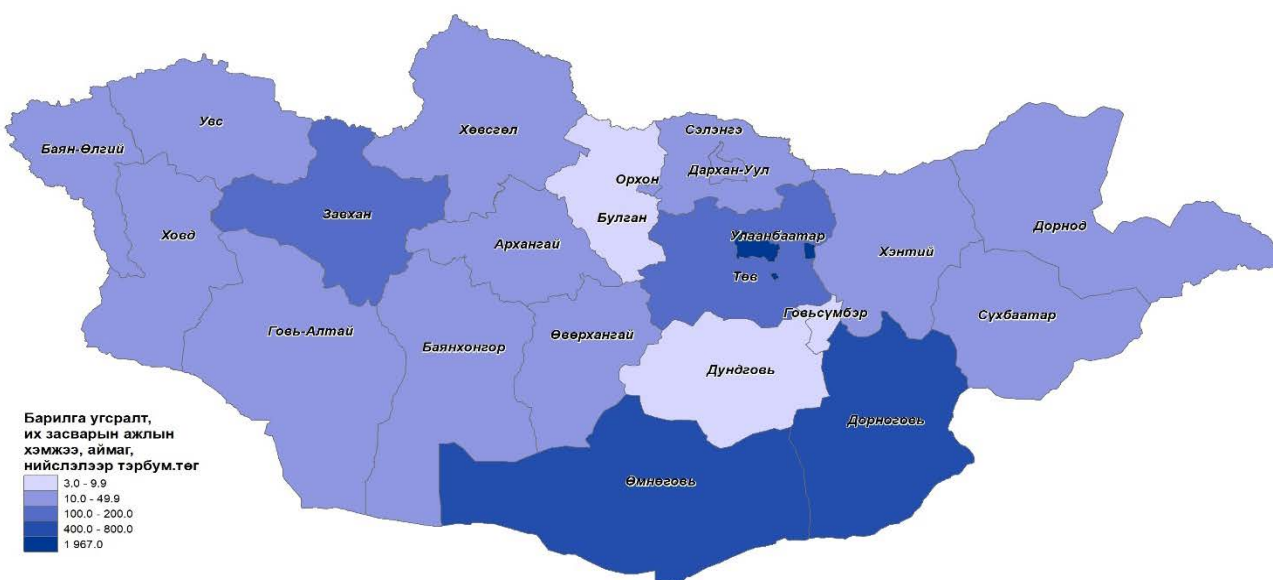 Увс
Хөвсгөл
Сэлэнгэ
Баян-Өлгий
Дархан-Уул
Орхон
Завхан
Булган
Ховд
Архангай
Улаанбаатар
Хэнтий
Дорнод
Төв
Говь-Алтай
Баянхонгор
Өвөрхангай
Говьсүмбэр
Сүхбаатар
Дундговь
Дорноговь
Өмнөговь
Барилга угсралт,
их засварын ажлын
хэмжээ, аймаг,
нийслэлээр тэрбум.төг
3.0 - 9.9
10.0 - 49.9
100.0 - 200.0
400.0 - 800.0
1 967.0